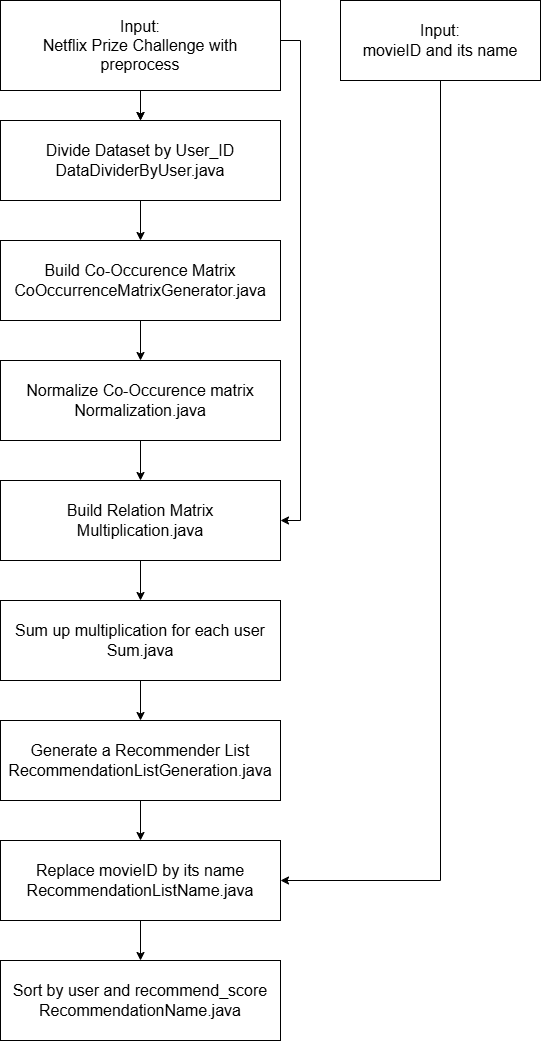 Input:
Netflix Prize Challenge with
preprocess
Input:
movieID and its name
Divide Dataset by User_ID
DataDividerByUser.java
Build Co-Occurence Matrix
CoOccurrenceMatrixGenerator.java
Normalize Co-Occurence matrix
Normalization.java
Build Relation Matrix
Multiplication.java
Sum up multiplication for each user
Sum.java
Generate a Recommender List
RecommendationListGeneration.java
Replace movieID by its name
RecommendationListName.java
Sort by user and recommend_score
RecommendationName.java